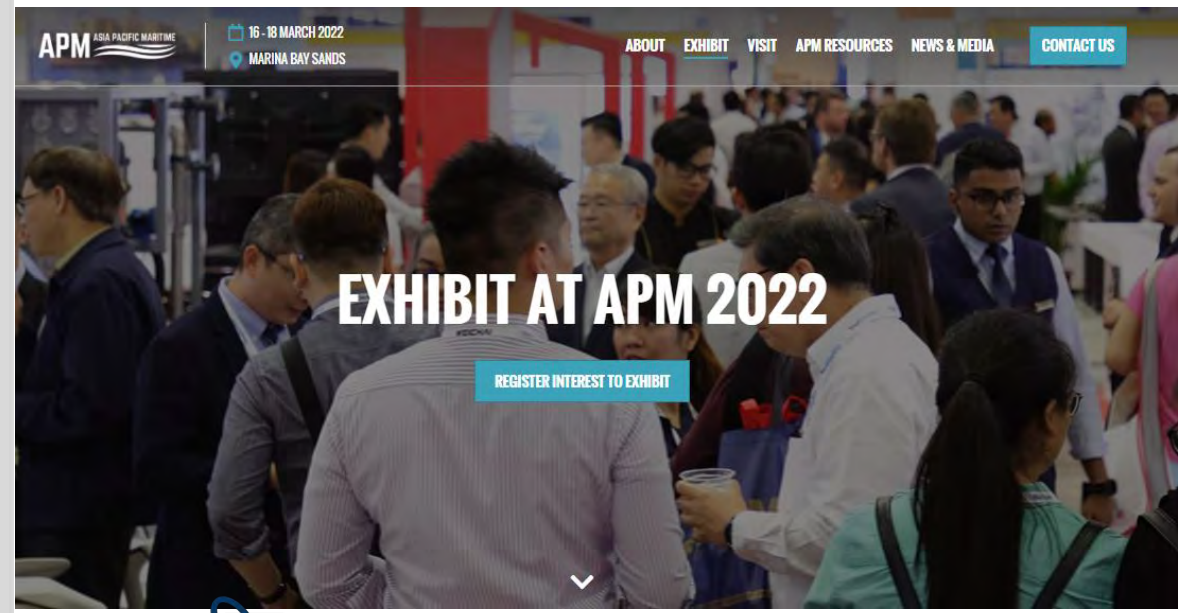 APM ASIA PACIFIC MARITIME
16 - 18 MARCH 2022
MARINA BAY SANDS
ABOUT EXHIBIT VISIT APM RESOURCES NEWS & MEDIA CONTACT US
EXHIBIT AT APM 2022
WEICHAI
REGISTER INTEREST TO EXHIBIT